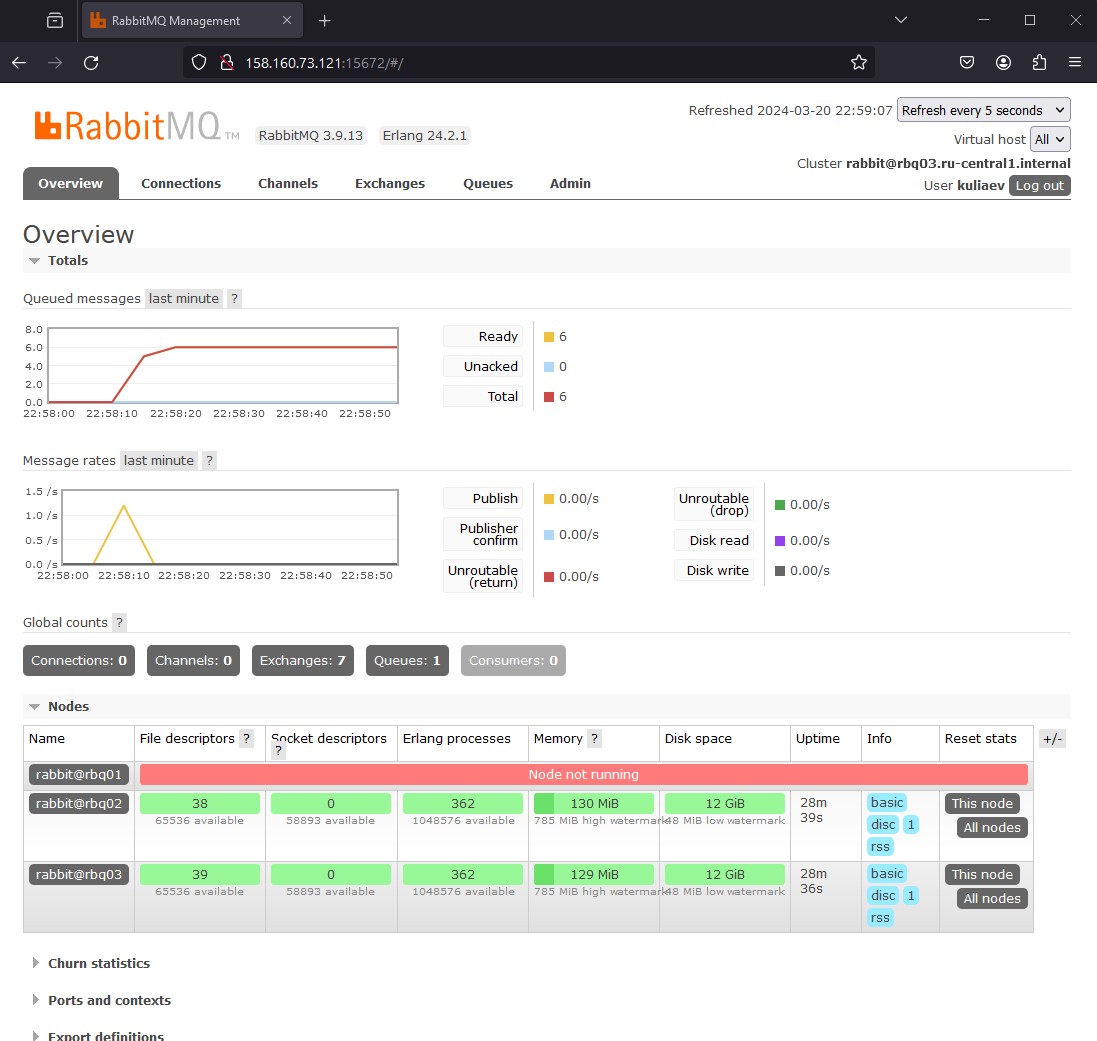 RabbitMQ Management
158.160.73.121:15672/#/
RabbitMQ TM RabbitMQ 3.9.13 Erlang 24.2.1
Refreshed 2024-03-20 22:59:07 Refresh every 5 seconds
Virtual host All
Cluster rabbit@rbq03.ru-central1.internal
User kuliaev Log out
Overview Connections Channels Exchanges Queues Admin
Overview
Totals
Queued messages last minute ?
8.0
6.0
4.0
2.0
0.0
22:58:00 22:58:10 22:58:20 22:58:30 22:58:40 22:58:50
Ready 6
Unacked 0
Total 6
Message rates last minute ?
1.5 /s
1.0 /s
0.5 /s
0.0 /s
22:58:00 22:58:10 22:58:20 22:58:30 22:58:40 22:58:50
Publish 0.00/s
Publisher
confirm 0.00/s
Unroutable
(return) 0.00/s
Unroutable
(drop) 0.00/s
Disk read 0.00/s
Disk write 0.00/s
Global counts ?
Connections: 0 Channels: 0 Exchanges: 7 Queues: 1 Consumers: 0
Nodes
Name File descriptors ? Socket descriptors ? Erlang processes Memory ? Disk space Uptime Info Reset stats +/-
rabbit@rbq01 Node not running
rabbit@rbq02 38 0 362 130 MiB 12 GiB 28m 39s basic disc 1 rss This node All nodes
65536 available 58893 available 1048576 available 785 MiB high watermark 48 MiB low watermark
rabbit@rbq03 39 0 362 129 MiB 12 GiB 28m 36s basic disc 1 rss This node All nodes
65536 available 58893 available 1048576 available 785 MiB high watermark 48 MiB low watermark
Churn statistics
Ports and contexts
Export definitions